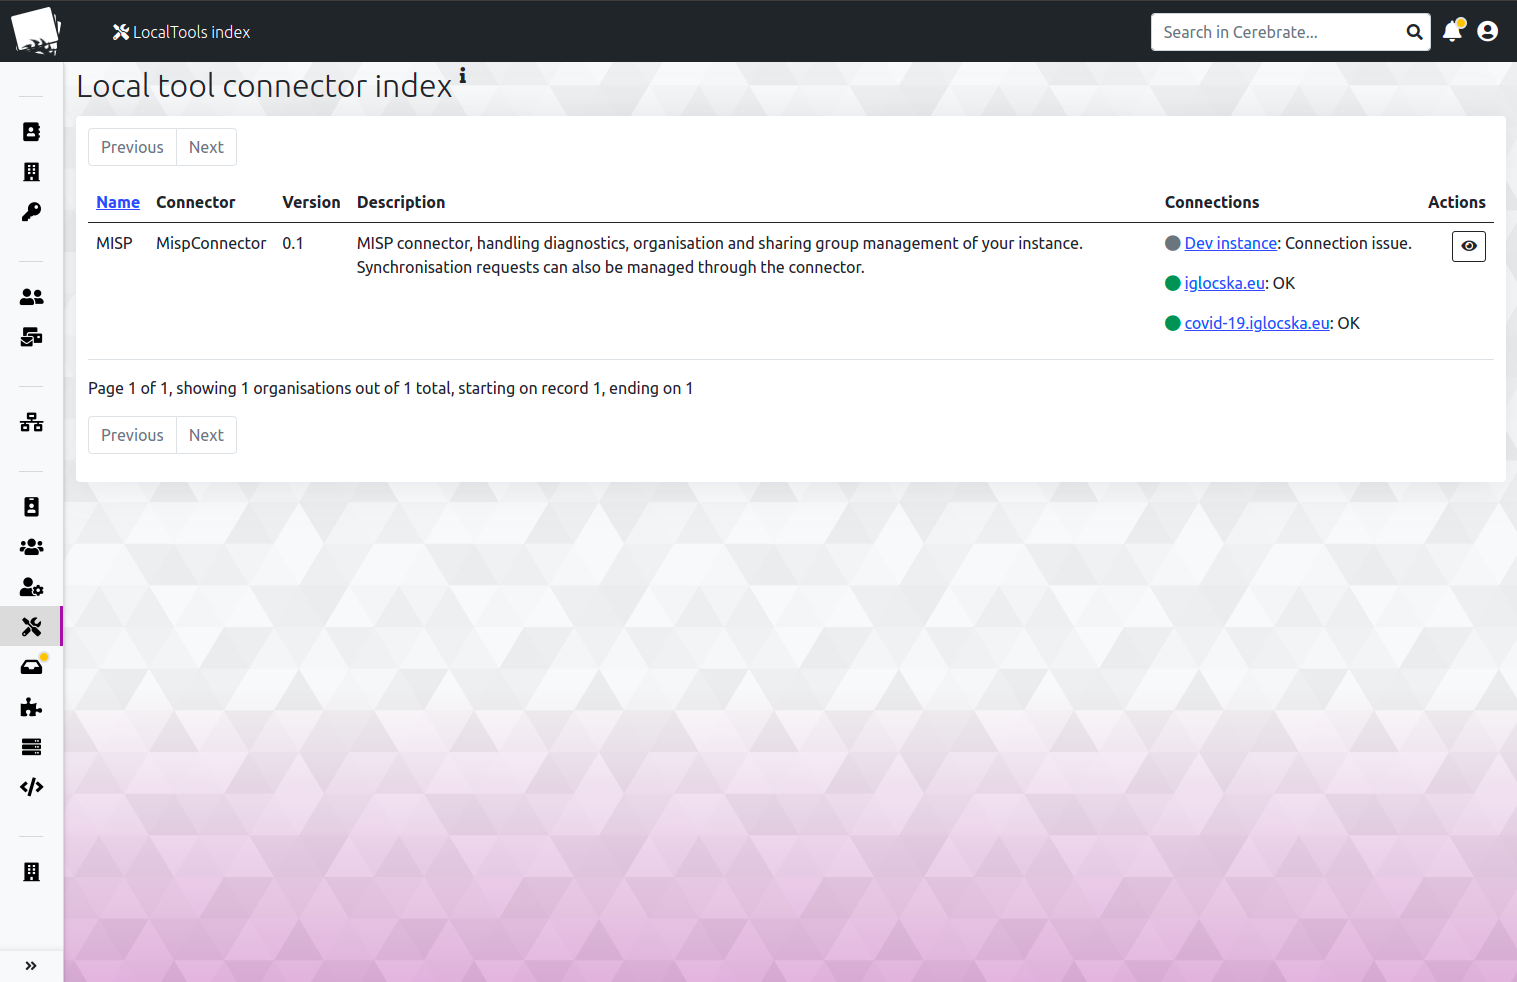 LocalTools index
Search in Cerebrate...
Local tool connector index
Previous Next
Name Connector Version Description Connections Actions
MISP MispConnector 0.1 MISP connector, handling diagnostics, organisation and sharing group management of your instance. Dev instance: Connection issue.
Synchronisation requests can also be managed through the connector.
iglocska.eu: OK
covid-19.iglocska.eu: OK
Page 1 of 1, showing 1 organisations out of 1 total, starting on record 1, ending on 1
Previous Next